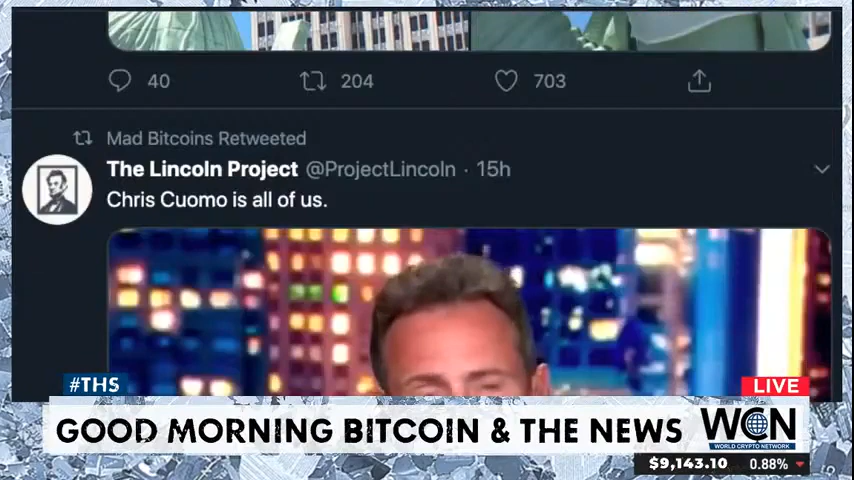 40 204 703
Mad Bitcoins Retweeted
The Lincoln Project @ProjectLincoln · 15h
Chris Cuomo is all of us.
#THS
LIVE
GOOD MORNING BITCOIN & THE NEWS
WCN
WORLD CRYPTO NETWORK
$9,143.10 0.88%